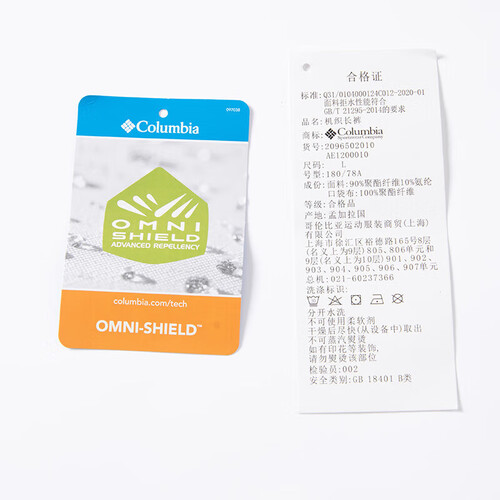 097038
Columbia
OMNI
SHIELD
ADVANCED REPELLENCY
columbia.com/tech
OMNI-SHIELD™
合格证
标准: Q31/0104000124C012-2020-01
面料拒水性能符合
GB/T 21295-2014的要求
品名: 机织长裤
商标: Columbia
Sportswear Company
货号: 2096502010
AE1200010
尺码: L
号型: 180/78A
成份: 面料: 90%聚酯纤维10%氨纶
口袋布: 100%聚酯纤维
等级: 合格品
产地: 孟加拉国
哥伦比亚运动服装商贸(上海)
有限公司
上海市徐汇区裕德路165号8层
(名义上为9层)805、806单元和
9层(名义上为10层)901、902、
903、904、905、906、907单元
总机: 021-60237366
洗涤标识:
分开水洗
不可使用柔软剂
干燥后尽快(从设备中)取出
不可蒸汽熨烫
如有印花等装饰,
请勿熨烫该部位
检验员: 002
安全类别: GB 18401 B类